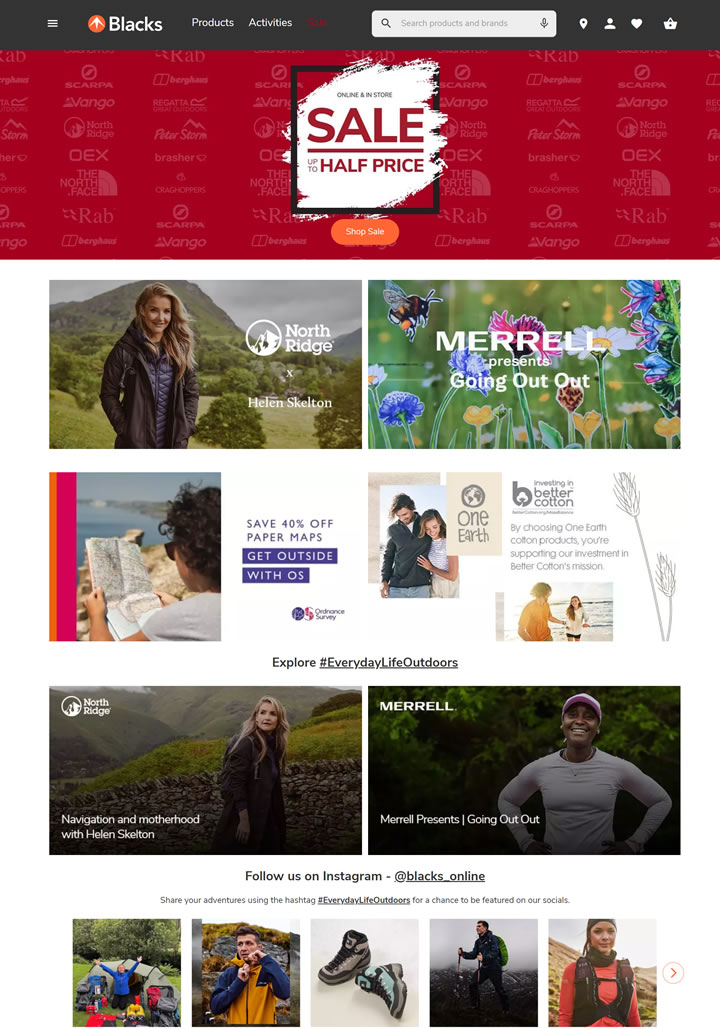 Blacks
Products Activities Sale
Search products and brands
Rab
SCARPA
berghaus
Vango
REGATTA
GREAT OUTDOORS
North
Ridge
Peter Storm
OEX
brasher
THE
NORTH
FACE
CRAGHOPPERS
ONLINE & IN STORE
SALE
UP
TO
HALF PRICE
Shop Sale
North
Ridge
x
Helen Skelton
MERRELL
presents
Going Out Out
SAVE 40% OFF
PAPER MAPS
GET OUTSIDE
WITH OS
Ordnance
Survey
One
Earth
investing in
better
cotton
BetterCotton.org/MassBalance
By choosing One Earth
cotton products, you're
supporting our investment in
Better Cotton's mission.
Explore #EverydayLifeOutdoors
North
Ridge
Navigation and motherhood
with Helen Skelton
MERRELL
Merrell Presents | Going Out Out
Follow us on Instagram - @blacks_online
Share your adventures using the hashtag #EverydayLifeOutdoors for a chance to be featured on our socials.